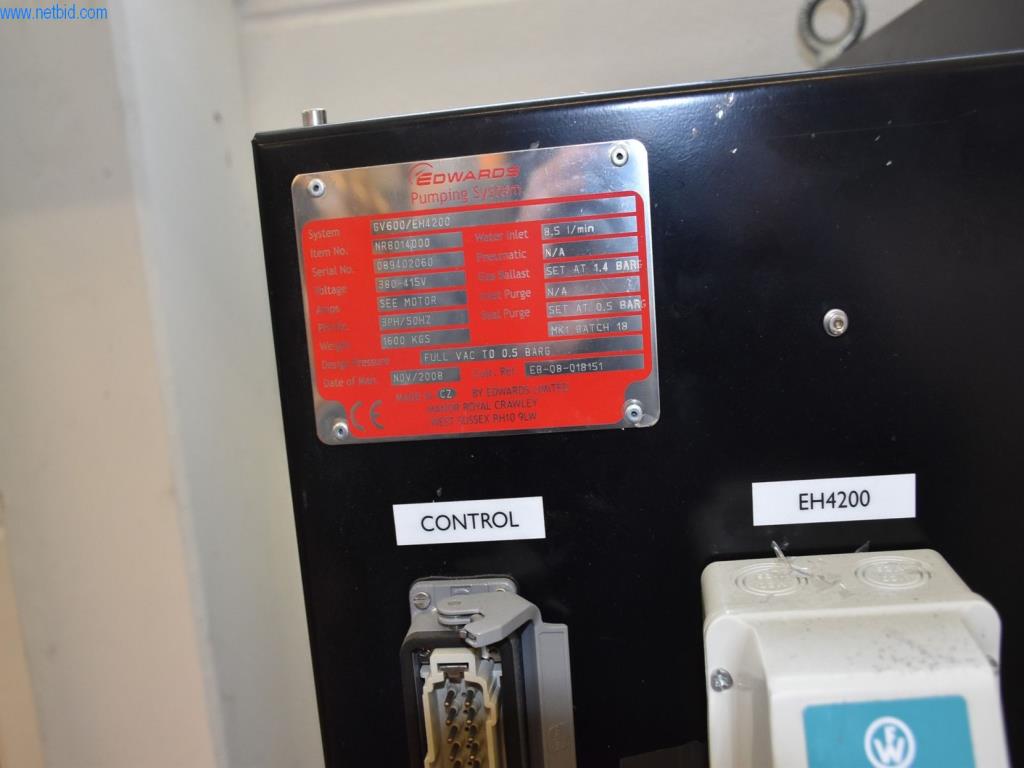 www.netbid.com
EDWARDS
Pumping System
System GV600/EH4200
Item No. NR8014000
Serial No. 089402060
Voltage 380-415V
Amps SEE MOTOR
3PH/50HZ
Weight 1600 KGS
Water Inlet 8.5 l/min
Pneumatic N/A
Gas Ballast SET AT 1.4 BARG
Inlet Purge N/A
Seal Purge SET AT 0.5 BARG
MK1 BATCH 18
Design Pressure FULL VAC TO 0.5 BARG
Date of Man. NOV/2008 Cust. Ref. EB-08-018151
MADE IN CZ BY EDWARDS LIMITED
MANOR ROYAL CRAWLEY
WEST SUSSEX RH10 9LW
CE
CONTROL
EH4200